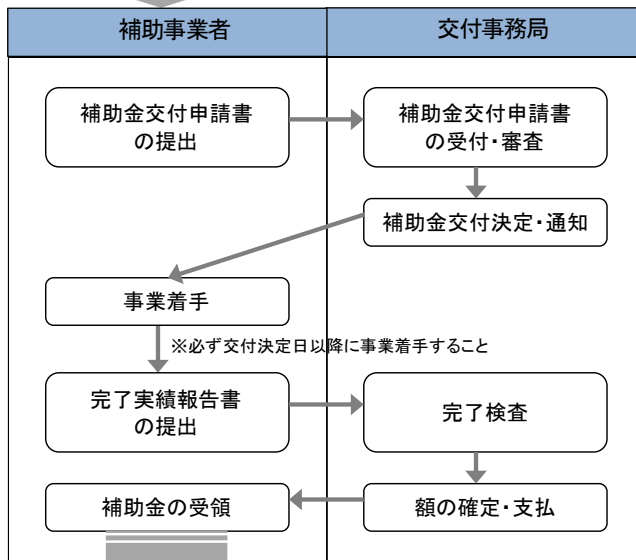 補助事業者
交付事務局
補助金交付申請書
の提出
補助金交付申請書
の受付・審査
補助金交付決定・通知
事業着手
※必ず交付決定日以降に事業着手すること
完了実績報告書
の提出
完了検査
額の確定・支払
補助金の受領